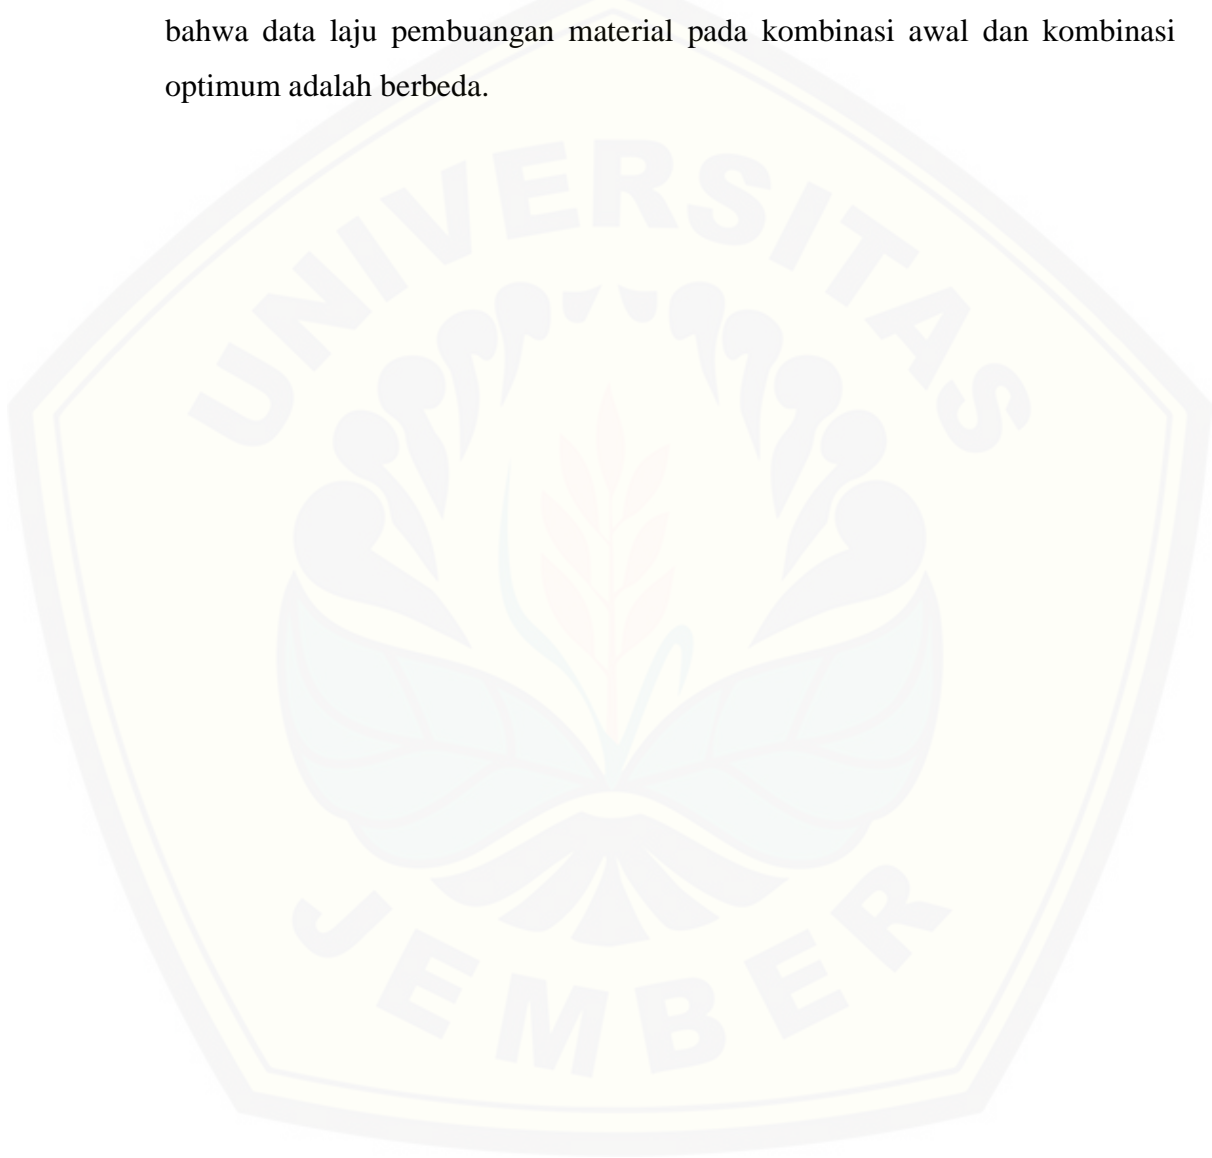 bahwa data laju pembuangan material pada kombinasi awal dan kombinasi
optimum adalah berbeda.
UNIVERSITAS
JEMBER